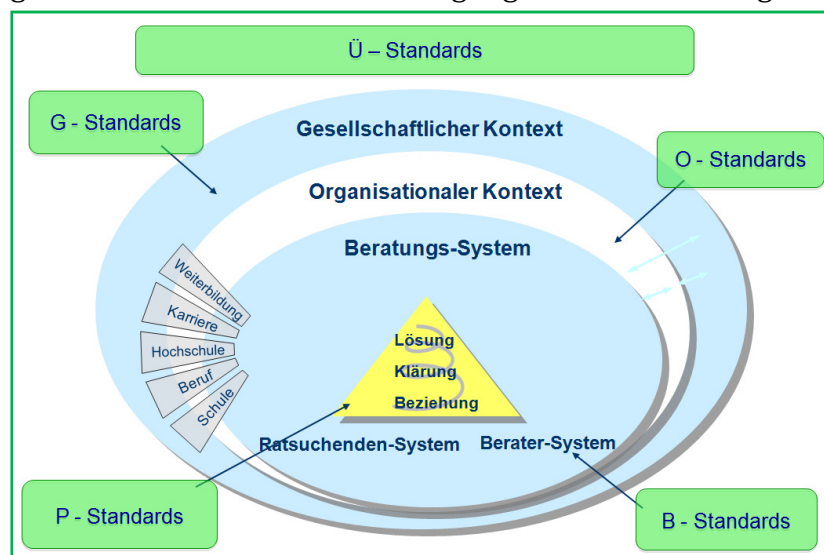 Ü – Standards
G - Standards
Gesellschaftlicher Kontext
O - Standards
Organisationaler Kontext
Beratungs-System
Weiterbildung
Karriere
Hochschule
Beruf
Schule
Lösung
Klärung
Beziehung
Ratsuchenden-System
Berater-System
P - Standards
B - Standards